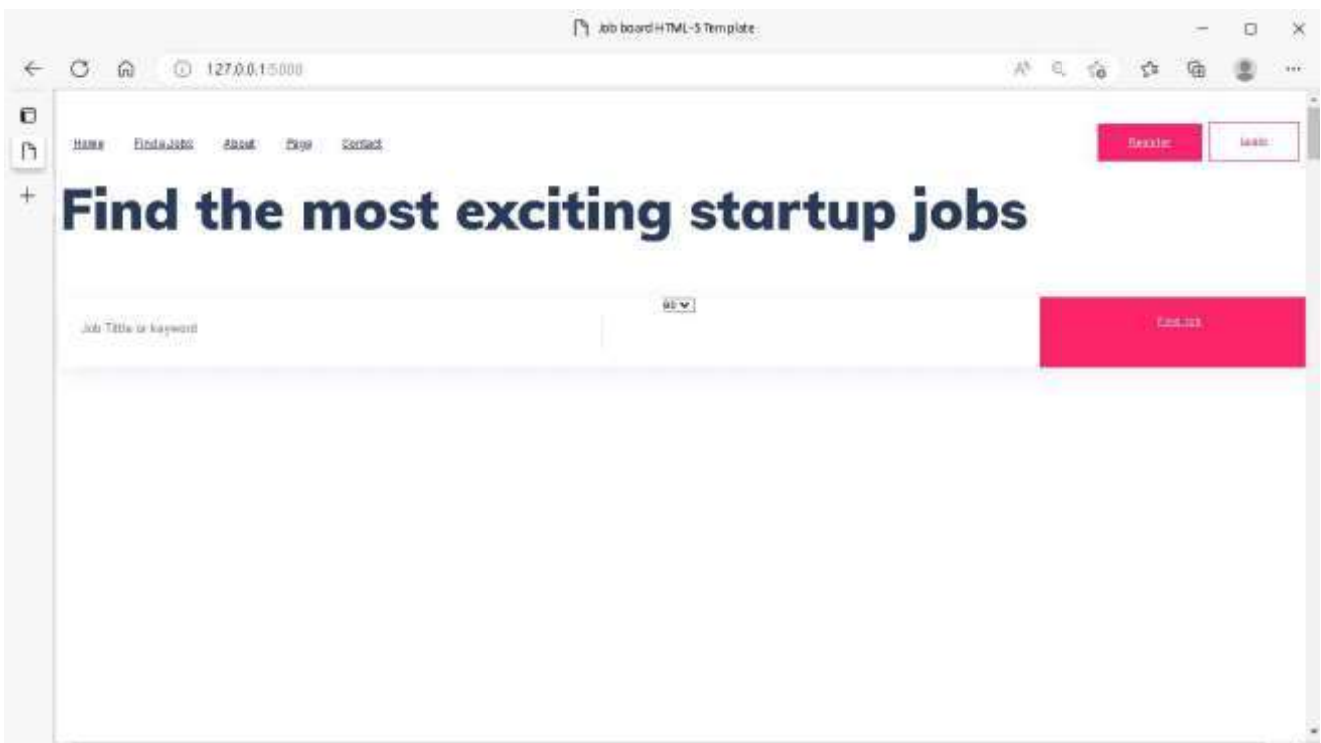 Job board HTML-5 Template
127.0.0.1:5000
Home Find a Jobs About Page Contact Register Login
Find the most exciting startup jobs
Job Tittle or keyword
Find Job